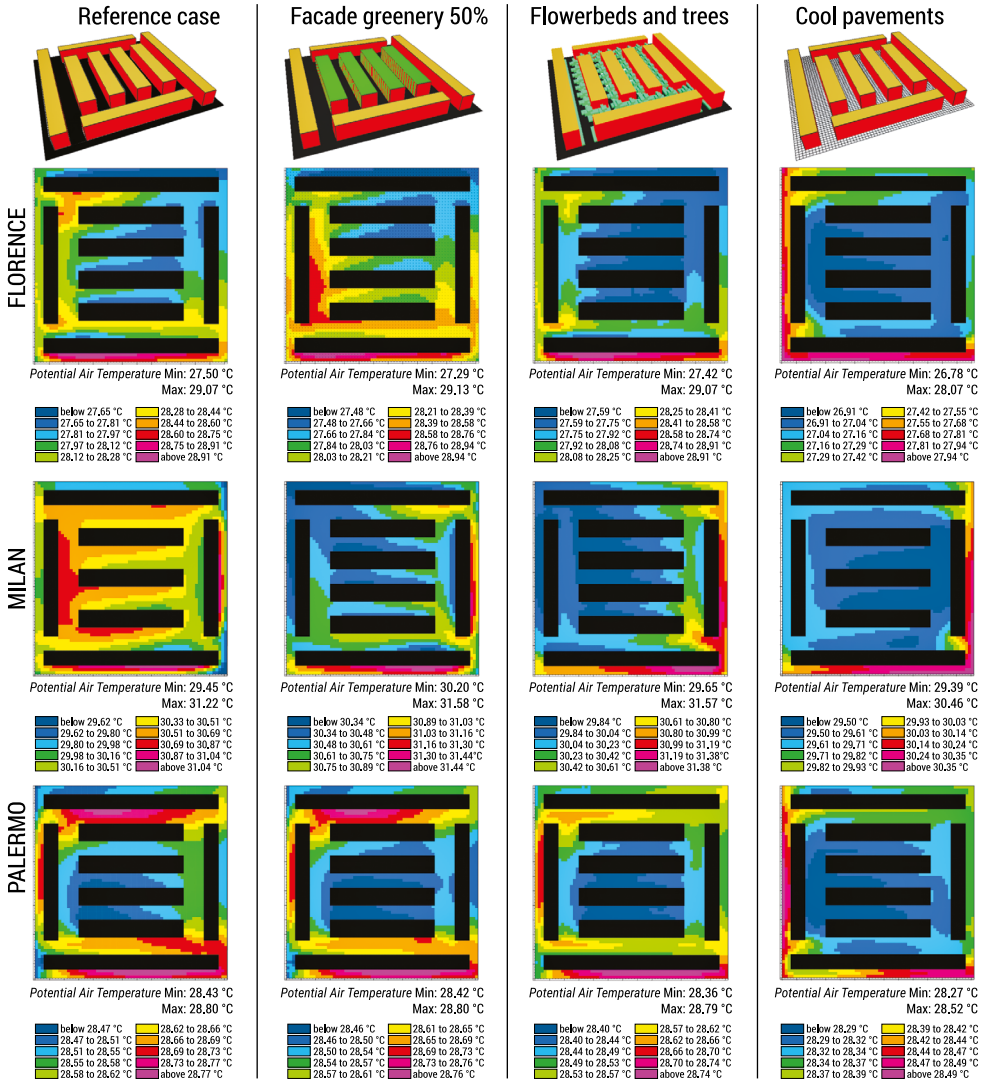 Reference case
Facade greenery 50%
Flowerbeds and trees
Cool pavements
FLORENCE
Potential Air Temperature Min: 27,50 °C
Max: 29.07 °C
below 27.65 °C 28.28 to 28.44 °C
27.65 to 27.81 °C 28.44 to 28.60 °C
27.81 to 27.97 °C 28.60 to 28.75 °C
27.97 to 28.12 °C 28.75 to 28.91 °C
28.12 to 28.28 °C above 28.91 °C
Potential Air Temperature Min: 27.29 °C
Max: 29.13 °C
below 27.48 °C 28.21 to 28.39 °C
27.48 to 27.66 °C 28.39 to 28.58 °C
27.66 to 27.84 °C 28.58 to 28.76 °C
27.84 to 28.03 °C 28.76 to 28.94 °C
28.03 to 28.21 °C above 28.94 °C
Potential Air Temperature Min: 27.42 °C
Max: 29.07 °C
below 27.59 °C 28.25 to 28.41 °C
27.59 to 27.75 °C 28.41 to 28.58 °C
27.75 to 27.92 °C 28.58 to 28.74 °C
27.92 to 28.08 °C 28.74 to 28.91 °C
28.08 to 28.25 °C above 28.91 °C
Potential Air Temperature Min: 26.78 °C
Max: 28.07 °C
below 26.91 °C 27.42 to 27.55 °C
26.91 to 27.04 °C 27.55 to 27.68 °C
27.04 to 27.16 °C 27.68 to 27.81 °C
27.16 to 27.29 °C 27.81 to 27.94 °C
27.29 to 27.42 °C above 27.94 °C
MILAN
Potential Air Temperature Min: 29.45 °C
Max: 31.22 °C
below 29.62 °C 30.33 to 30.51 °C
29.62 to 29.80 °C 30.51 to 30.69 °C
29.80 to 29.98 °C 30.69 to 30.87 °C
29.98 to 30.16 °C 30.87 to 31.04 °C
30.16 to 30.51 °C above 31.04 °C
Potential Air Temperature Min: 30.20 °C
Max: 31.58 °C
below 30.34 °C 30.89 to 31.03 °C
30.34 to 30.48 °C 31.03 to 31.16 °C
30.48 to 30.61 °C 31.16 to 31.30 °C
30.61 to 30.75 °C 31.30 to 31.44°C
30.75 to 30.89 °C above 31.44 °C
Potential Air Temperature Min: 29.65 °C
Max: 31.57 °C
below 29.84 °C 30.61 to 30.80 °C
29.84 to 30.04 °C 30.80 to 30.99 °C
30.04 to 30.23 °C 30.99 to 31.19 °C
30.23 to 30.42 °C 31.19 to 31.38°C
30.42 to 30.61 °C above 31.38 °C
Potential Air Temperature Min: 29.39 °C
Max: 30.46 °C
below 29.50 °C 29.93 to 30.03 °C
29.50 to 29.61 °C 30.03 to 30.14 °C
29.61 to 29.71 °C 30.14 to 30.24 °C
29.71 to 29.82 °C 30.24 to 30.35 °C
29.82 to 29.93 °C above 30.35 °C
PALERMO
Potential Air Temperature Min: 28.43 °C
Max: 28.80 °C
below 28.47 °C 28.62 to 28.66 °C
28.47 to 28.51 °C 28.66 to 28.69 °C
28.51 to 28.55 °C 28.69 to 28.73 °C
28.55 to 28.58 °C 28.73 to 28.77 °C
28.58 to 28.62 °C above 28.77 °C
Potential Air Temperature Min: 28.42 °C
Max: 28.80 °C
below 28.46 °C 28.61 to 28.65 °C
28.46 to 28.50 °C 28.65 to 28.69 °C
28.50 to 28.54 °C 28.69 to 28.73 °C
28.54 to 28.57 °C 28.73 to 28.76 °C
28.57 to 28.61 °C above 28.76 °C
Potential Air Temperature Min: 28.36 °C
Max: 28.79 °C
below 28.40 °C 28.57 to 28.62 °C
28.40 to 28.44 °C 28.62 to 28.66 °C
28.44 to 28.49 °C 28.66 to 28.70 °C
28.49 to 28.53 °C 28.70 to 28.74 °C
28.53 to 28.57 °C above 28.74 °C
Potential Air Temperature Min: 28.27 °C
Max: 28.52 °C
below 28.29 °C 28.39 to 28.42 °C
28.29 to 28.32 °C 28.42 to 28.44 °C
28.32 to 28.34 °C 28.44 to 28.47 °C
28.34 to 28.37 °C 28.47 to 28.49 °C
28.37 to 28.39 °C above 28.49 °C